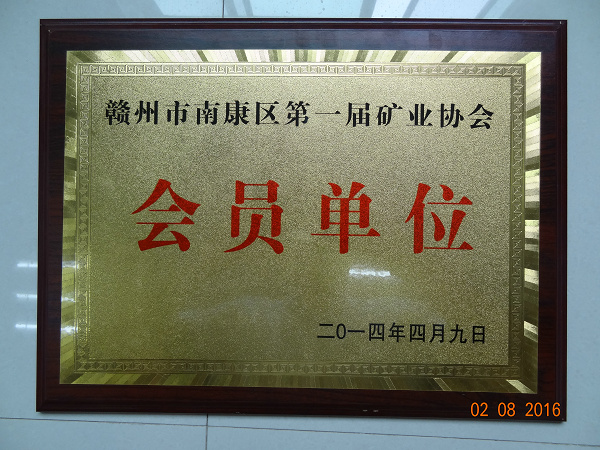 赣州市南康区第一届矿业协会
会员单位
二〇一四年四月九日
02 08 2016